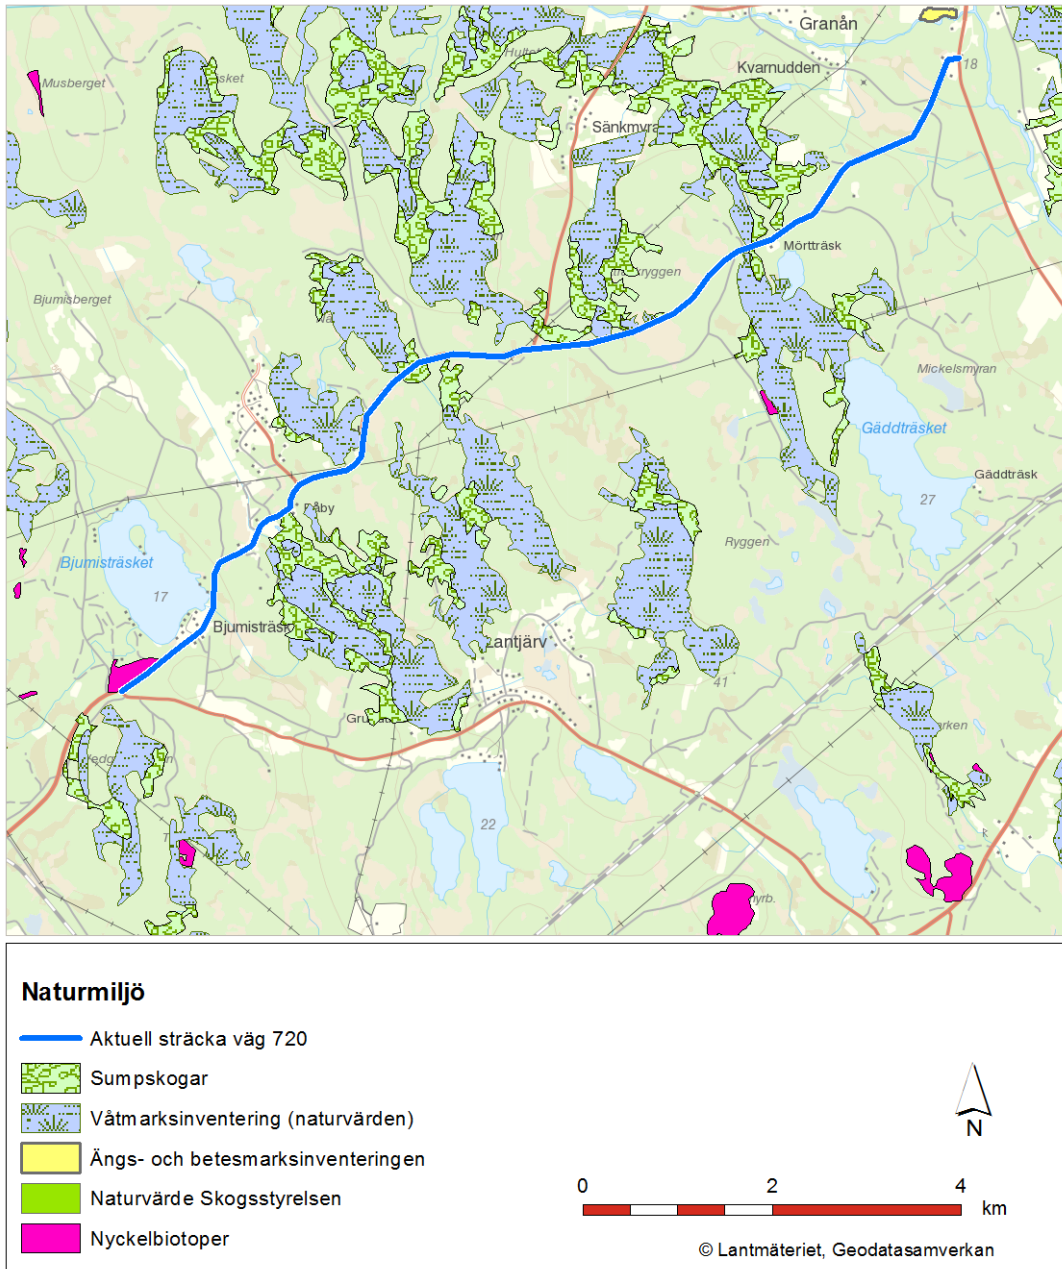 Granån
Musberget
Kvarnudden
18
Sänkmyra
Mörtträsk
Bjumisberget
Mickelsmyran
Gäddträsket
Gäddträsk
27
Ryggen
Bjumisträsket
17
Lantjärv
41
22
Naturmiljö
Aktuell sträcka väg 720
Sumpskogar
Våtmarksinventering (naturvärden)
Ängs- och betesmarksinventeringen
Naturvärde Skogsstyrelsen
Nyckelbiotoper
N
0 2 4
km
© Lantmäteriet, Geodatasamverkan